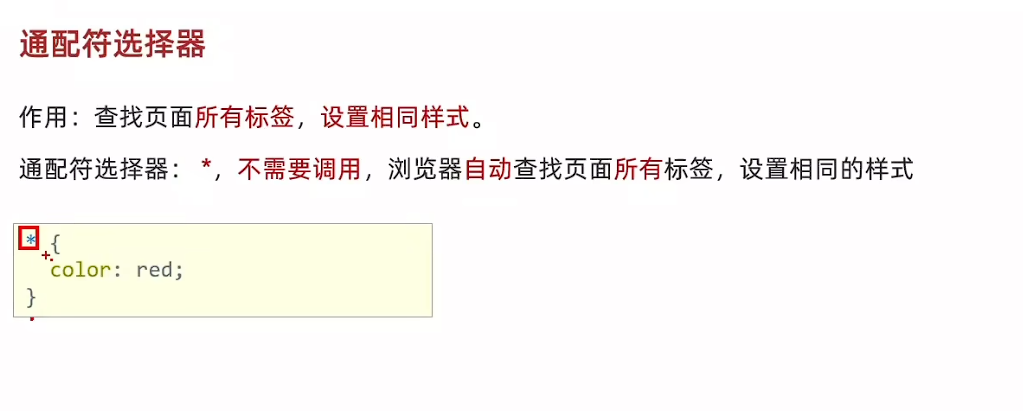 通配符选择器
作用：查找页面所有标签，设置相同样式。
通配符选择器： *，不需要调用，浏览器自动查找页面所有标签，设置相同的样式
* {
color: red;
}